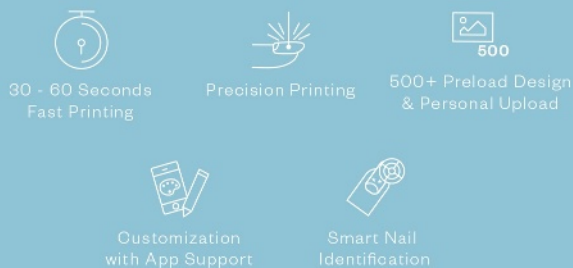 500
30 - 60 Seconds
Fast Printing
Precision Printing
500+ Preload Design
& Personal Upload
Customization
with App Support
Smart Nail
Identification